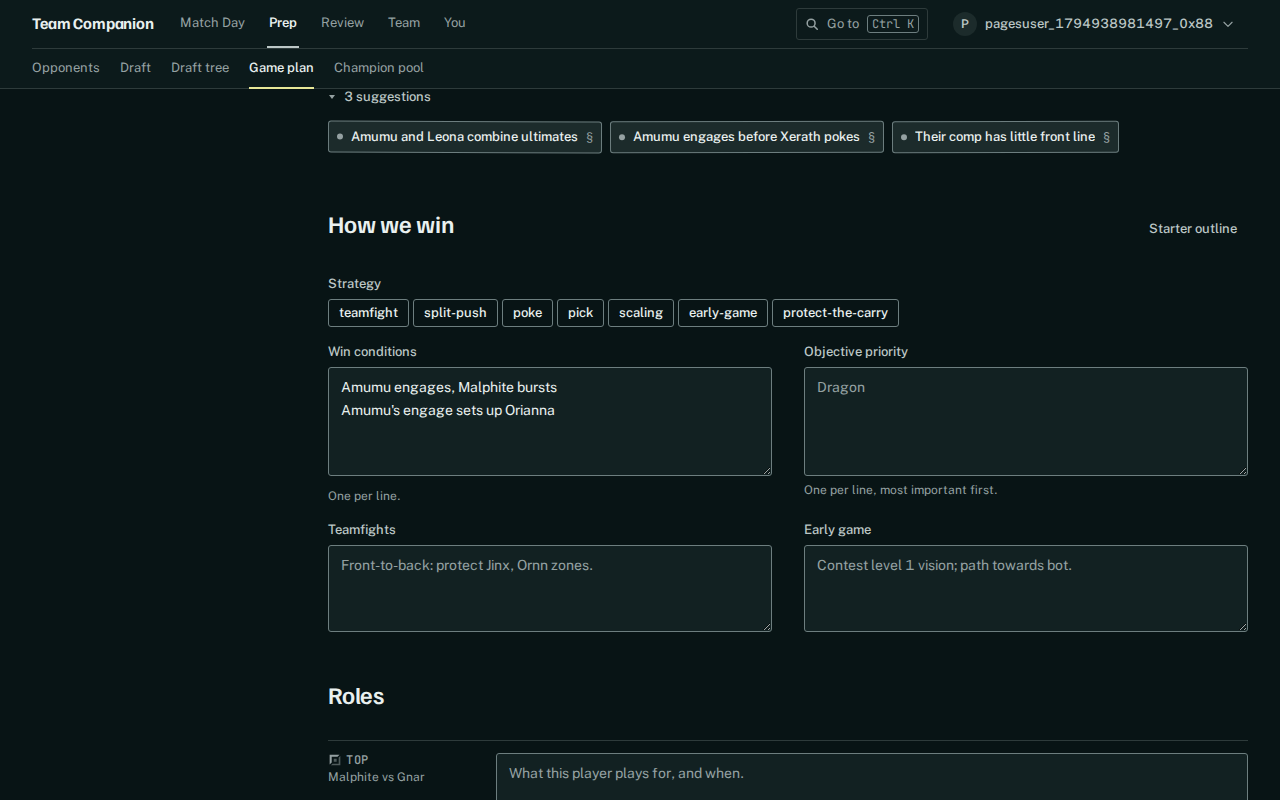 Team Companion Match Day Prep Review Team You Go to Ctrl K P pagesuser_1794938981497_0x88
Opponents Draft Draft tree Game plan Champion pool
3 suggestions
Amumu and Leona combine ultimates § Amumu engages before Xerath pokes § Their comp has little front line §
How we win Starter outline
Strategy
teamfight split-push poke pick scaling early-game protect-the-carry
Win conditions Objective priority
Amumu engages, Malphite bursts Dragon
Amumu's engage sets up Orianna
One per line. One per line, most important first.
Teamfights Early game
Front-to-back: protect Jinx, Ornn zones. Contest level 1 vision; path towards bot.
Roles
TOP What this player plays for, and when.
Malphite vs Gnar